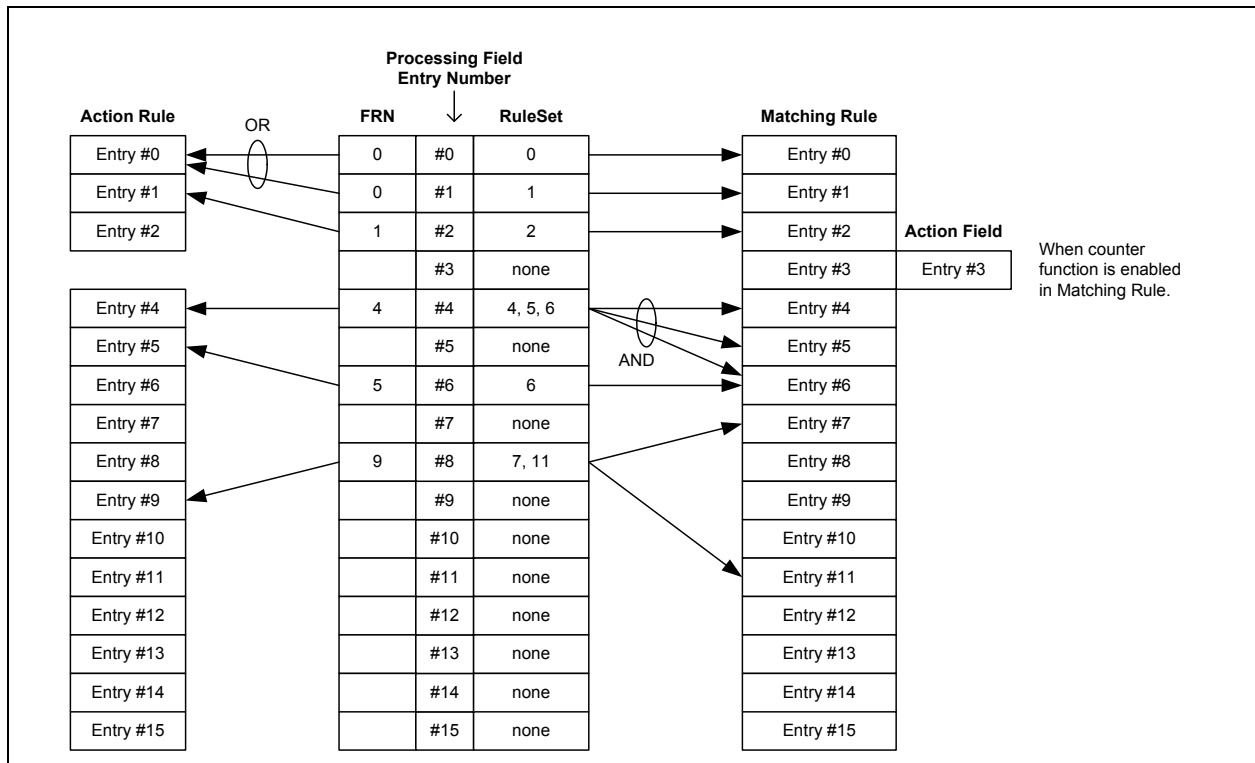 Processing Field
Entry Number
Action Rule
OR
FRN
RuleSet
Matching Rule
Entry #0
0
#0
0
Entry #0
Entry #1
0
#1
1
Entry #1
Entry #2
1
#2
2
Entry #2
Action Field
#3
none
Entry #3
Entry #3
When counter
function is enabled
in Matching Rule.
Entry #4
4
#4
4, 5, 6
Entry #4
Entry #5
#5
none
AND
Entry #5
Entry #6
5
#6
6
Entry #6
Entry #7
#7
none
Entry #7
Entry #8
9
#8
7, 11
Entry #8
Entry #9
#9
none
Entry #9
Entry #10
#10
none
Entry #10
Entry #11
#11
none
Entry #11
Entry #12
#12
none
Entry #12
Entry #13
#13
none
Entry #13
Entry #14
#14
none
Entry #14
Entry #15
#15
none
Entry #15